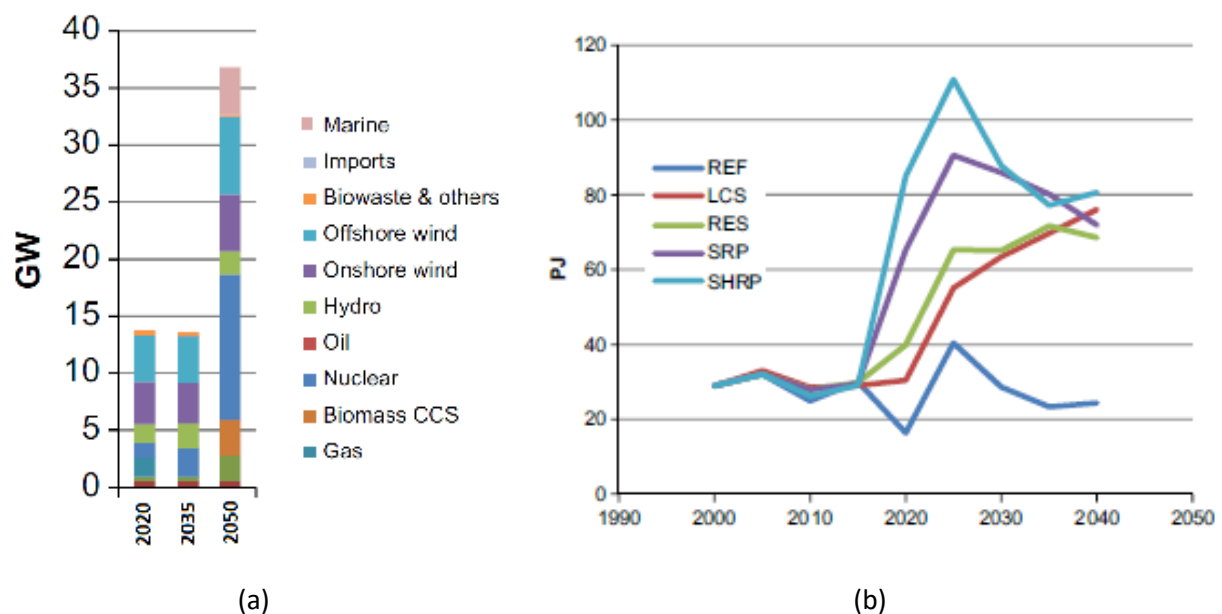 40
35
30
25
20
15
10
5
0
GW
2020
2035
2050
Marine
Imports
Biowaste & others
Offshore wind
Onshore wind
Hydro
Oil
Nuclear
Biomass CCS
Gas
(a)
120
100
80
60
40
20
0
PJ
REF
LCS
RES
SRP
SHRP
1990 2000 2010 2020 2030 2040 2050
(b)